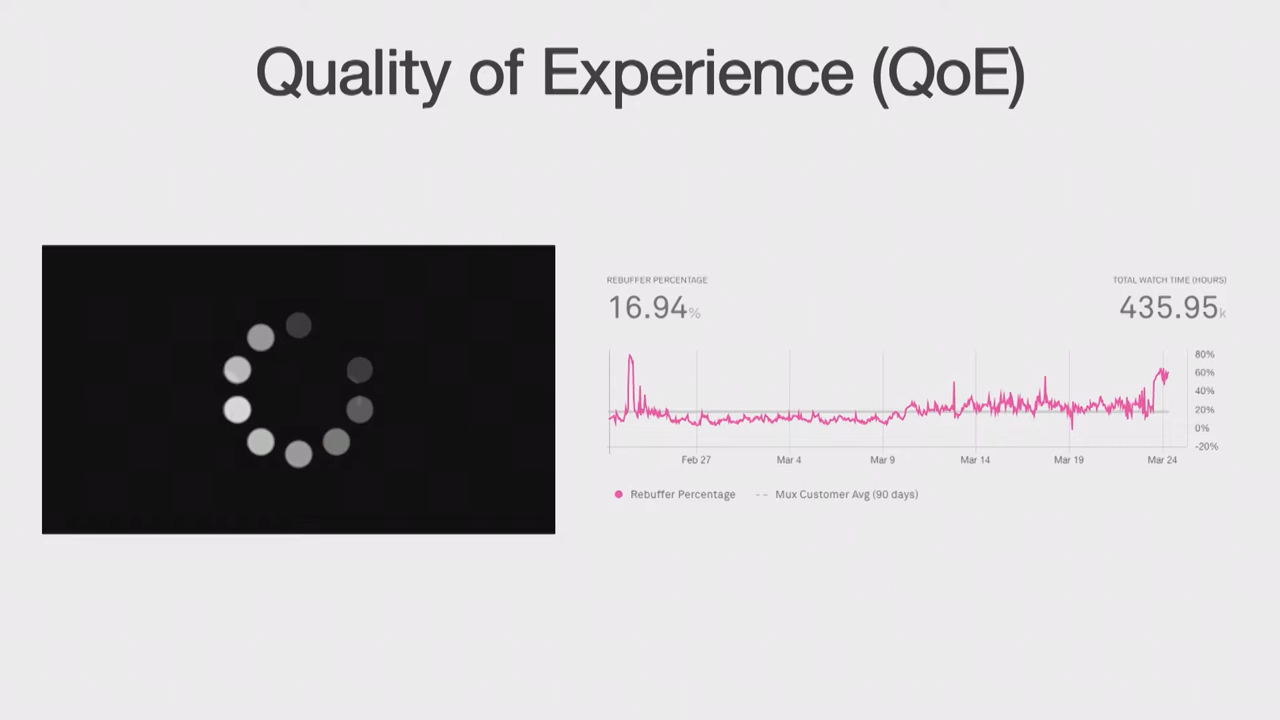 Quality of Experience (QoE)
REBUFFER PERCENTAGE
16.94%
TOTAL WATCH TIME (HOURS)
435.95k
80%
60%
40%
20%
0%
-20%
Feb 27
Mar 4
Mar 9
Mar 14
Mar 19
Mar 24
Rebuffer Percentage
Mux Customer Avg (90 days)